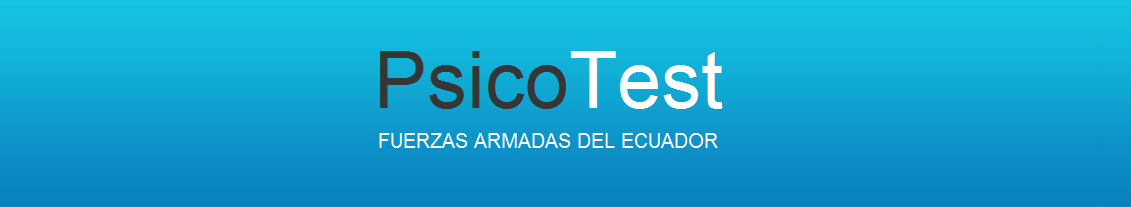 PsicoTest
FUERZAS ARMADAS DEL ECUADOR